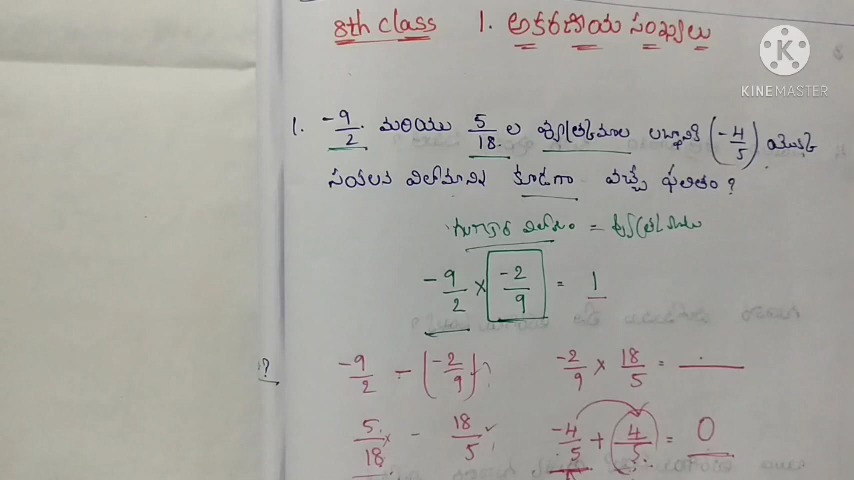 8th class 1. అకరణీయ సంఖ్యలు
KINEMASTER
1. -9/2 మరియు 5/18 ల వ్యుత్క్రమాల లబ్దానికి (-4/5) యొక్క
సంకలన విలోమానిని కూడగా వచ్చే ఫలితం?
గుణకార విలోమం = వ్యుత్క్రమము
-9/2 × -2/9 = 1
-9/2 - (-2/9)? -2/9 × 18/5 =
?
5/18 - 18/5 -4/5 + 4/5 = 0